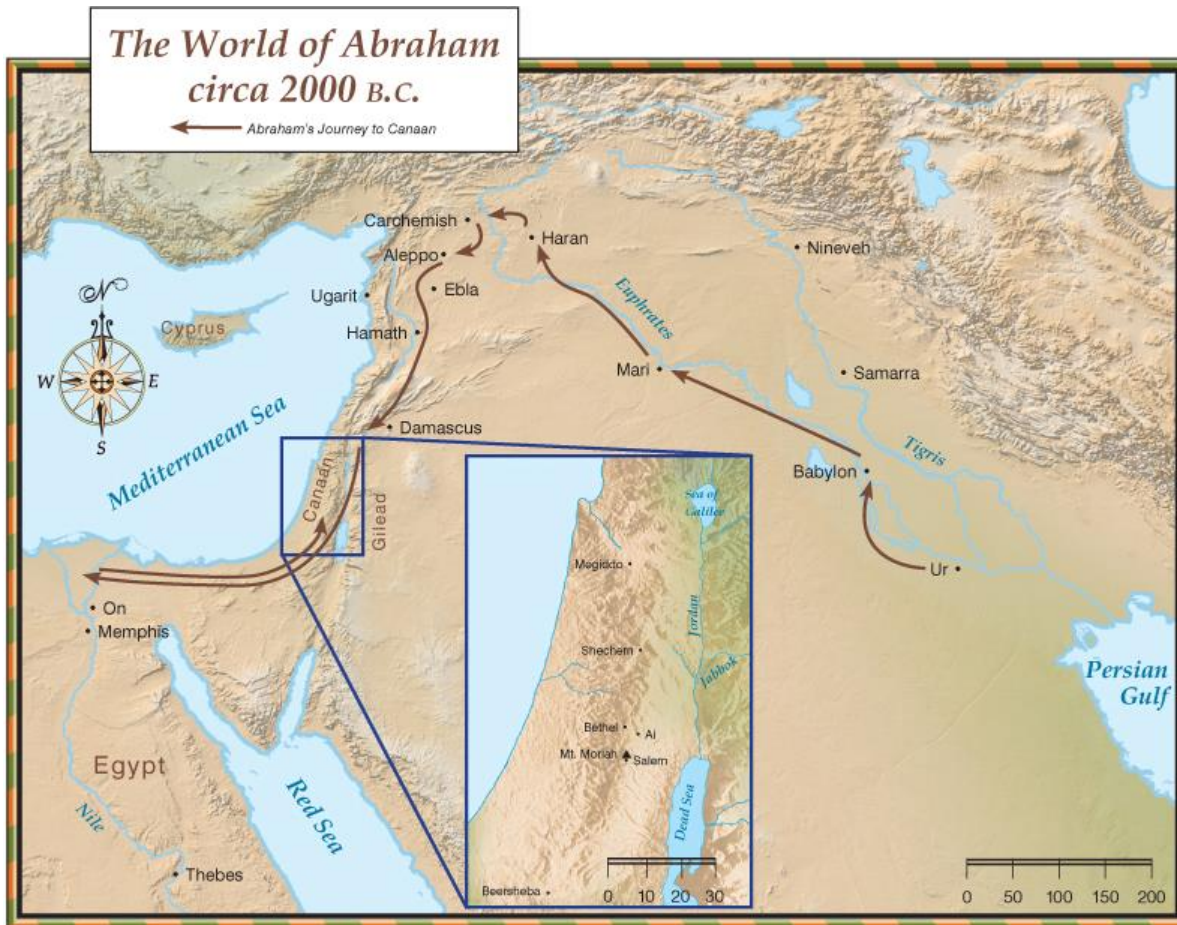 The World of Abraham
circa 2000 B.C.
Abraham's Journey to Canaan
Carchemish
Haran
Nineveh
Aleppo
Ebla
Ugarit
Euphrates
Cyprus
Hamath
N
W
E
S
Mari
Samarra
Mediterranean Sea
Damascus
Tigris
Babylon
Canaan
Gilead
Sea of
Galilee
Megiddo
Ur
On
Memphis
Jordan
Shechem
Jabbok
Persian
Gulf
Bethel
Ai
Mt. Moriah
Salem
Egypt
Red Sea
Nile
Dead Sea
Thebes
Beersheba
0 10 20 30
0 50 100 150 200